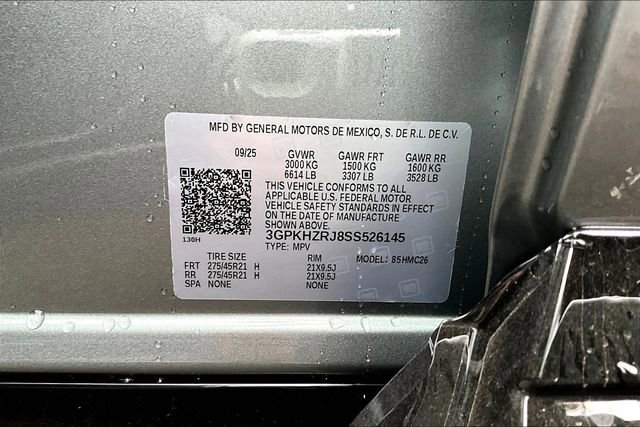 MFD BY GENERAL MOTORS DE MEXICO, S. DE R.L. DE C.V.
09/25 GVWR GAWR FRT GAWR RR
3000 KG 1500 KG 1600 KG
6614 LB 3307 LB 3528 LB
THIS VEHICLE CONFORMS TO ALL
APPLICABLE U.S. FEDERAL MOTOR
VEHICLE SAFETY STANDARDS IN EFFECT
ON THE DATE OF MANUFACTURE
SHOWN ABOVE.
130H 3GPKHZRJ8SS526145
TYPE: MPV
TIRE SIZE RIM MODEL: 85HMC26
FRT 275/45R21 H 21X9.5J
RR 275/45R21 H 21X9.5J
SPA NONE NONE